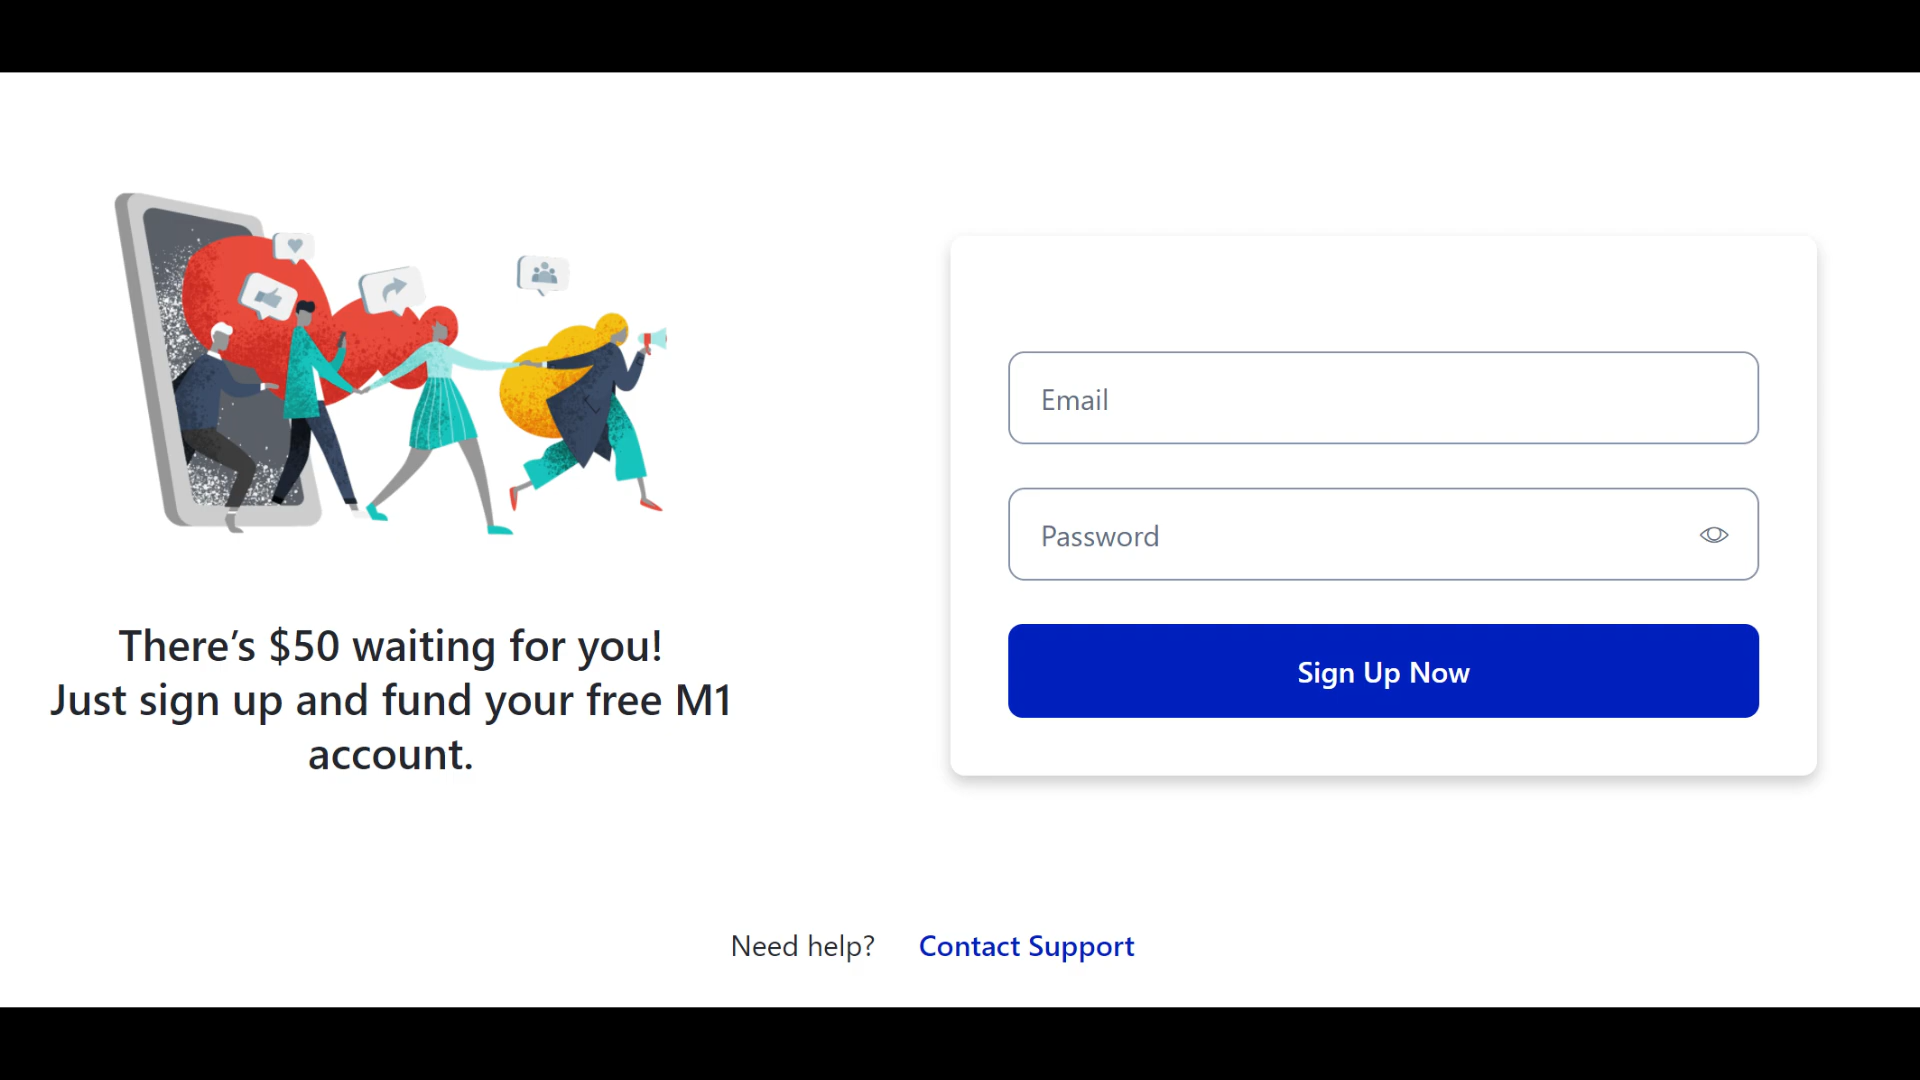 There’s $50 waiting for you!
Just sign up and fund your free M1
account.
Email
Password
Sign Up Now
Need help? Contact Support